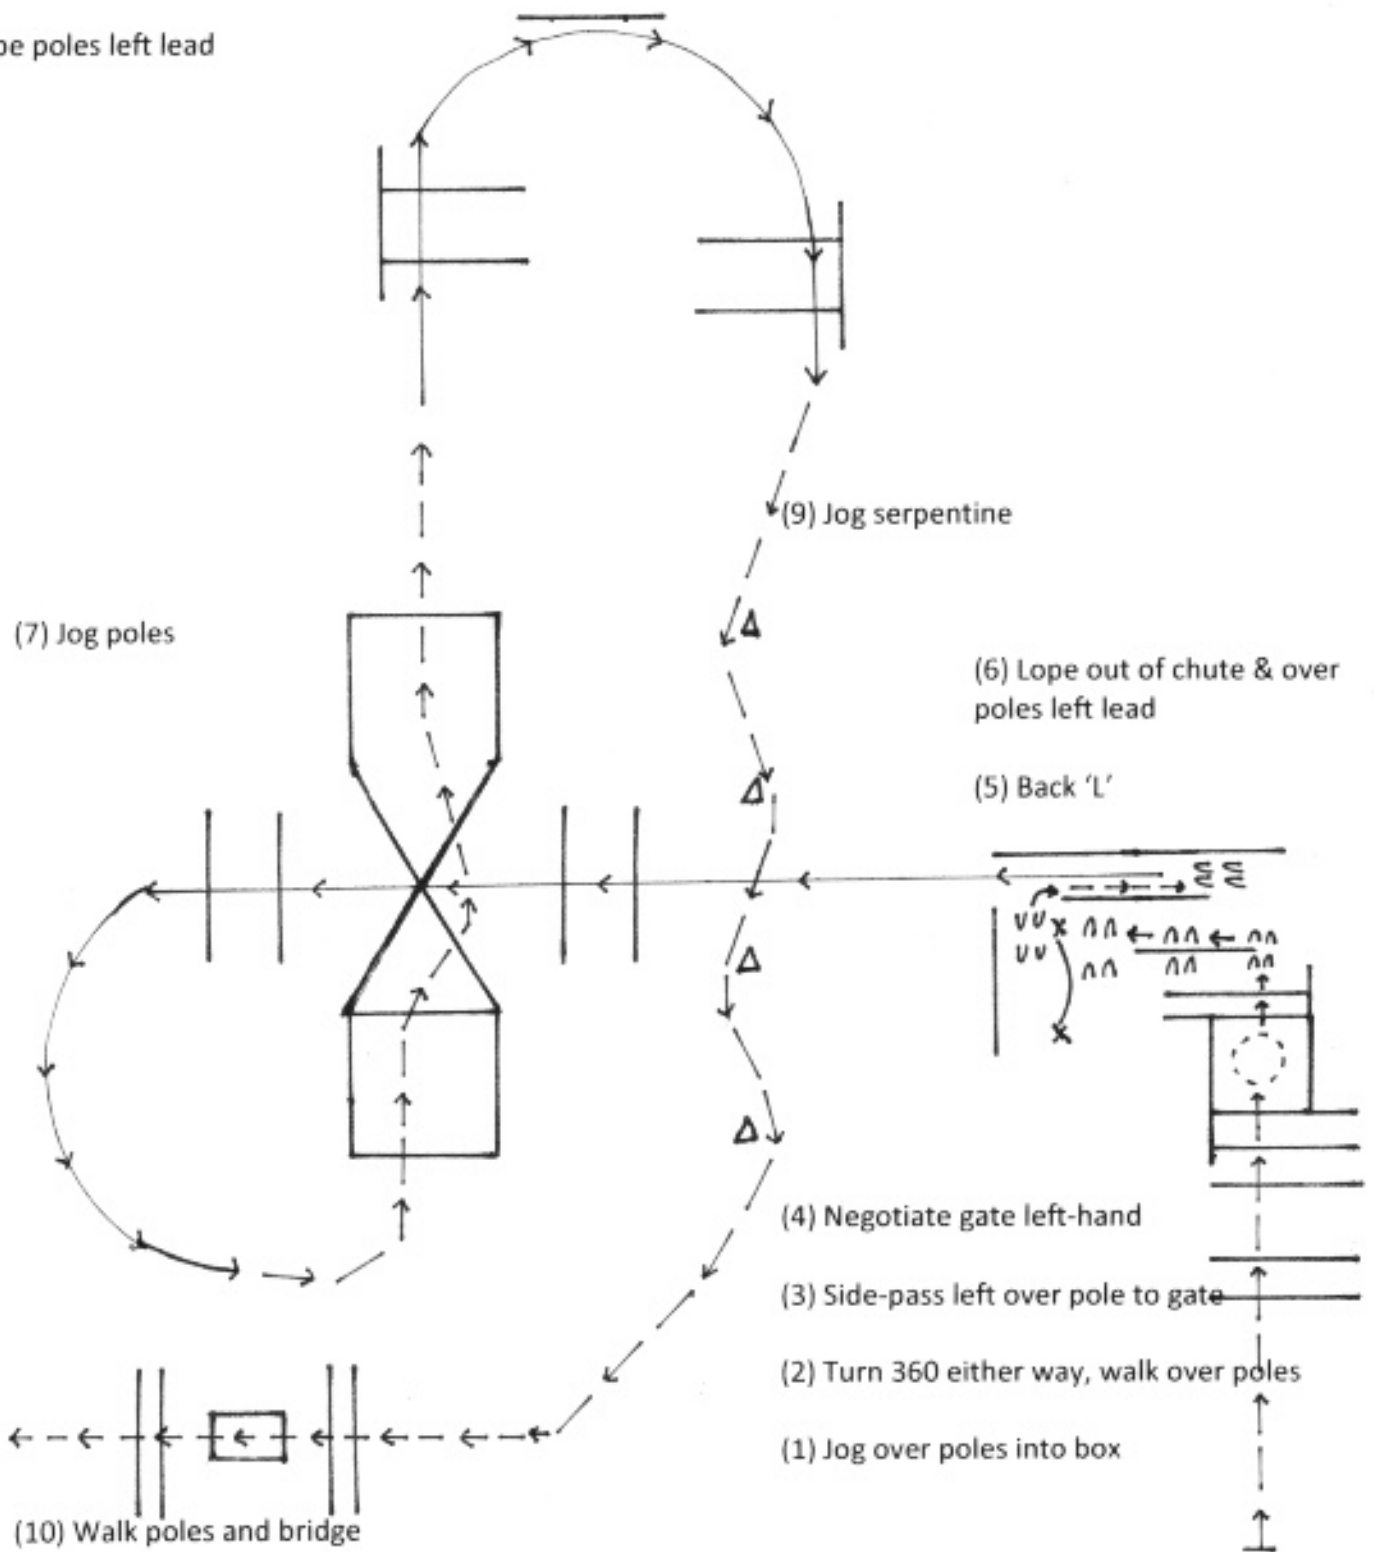 poles left lead
(9) Jog serpentine
(7) Jog poles
(6) Lope out of chute & over
poles left lead
(5) Back ‘L’
(4) Negotiate gate left-hand
(3) Side-pass left over pole to gate
(2) Turn 360 either way, walk over poles
(1) Jog over poles into box
(10) Walk poles and bridge